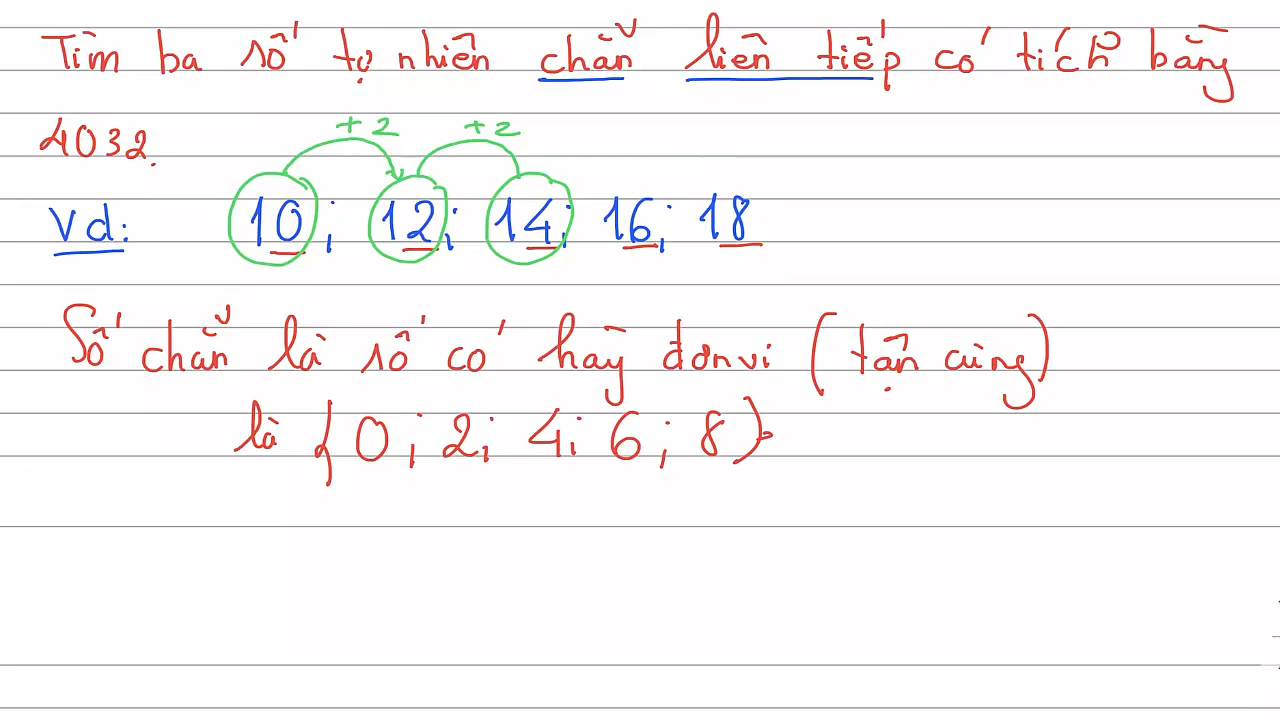 Tìm ba số tự nhiên chẵn liên tiếp có tích bằng
4032.
+2 +2
Vd: 10; 12; 14; 16; 18
Số chẵn là số có hàng đơn vị (tận cùng)
là {0; 2; 4; 6; 8}